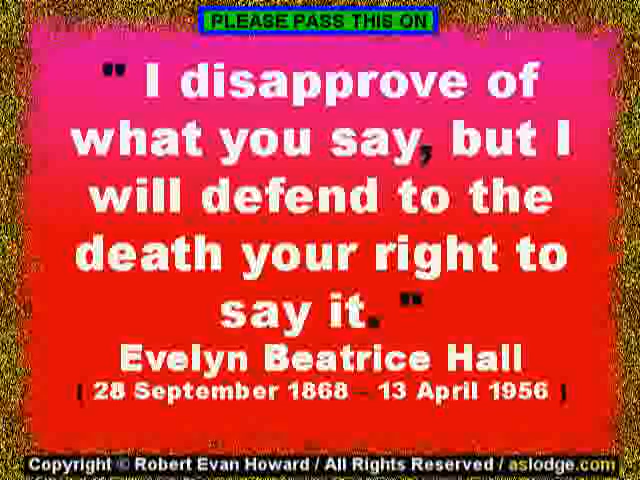 PLEASE PASS THIS ON
" I disapprove of
what you say, but I
will defend to the
death your right to
say it. "
Evelyn Beatrice Hall
( 28 September 1868 – 13 April 1956 )
Copyright © Robert Evan Howard / All Rights Reserved / aslodge.com